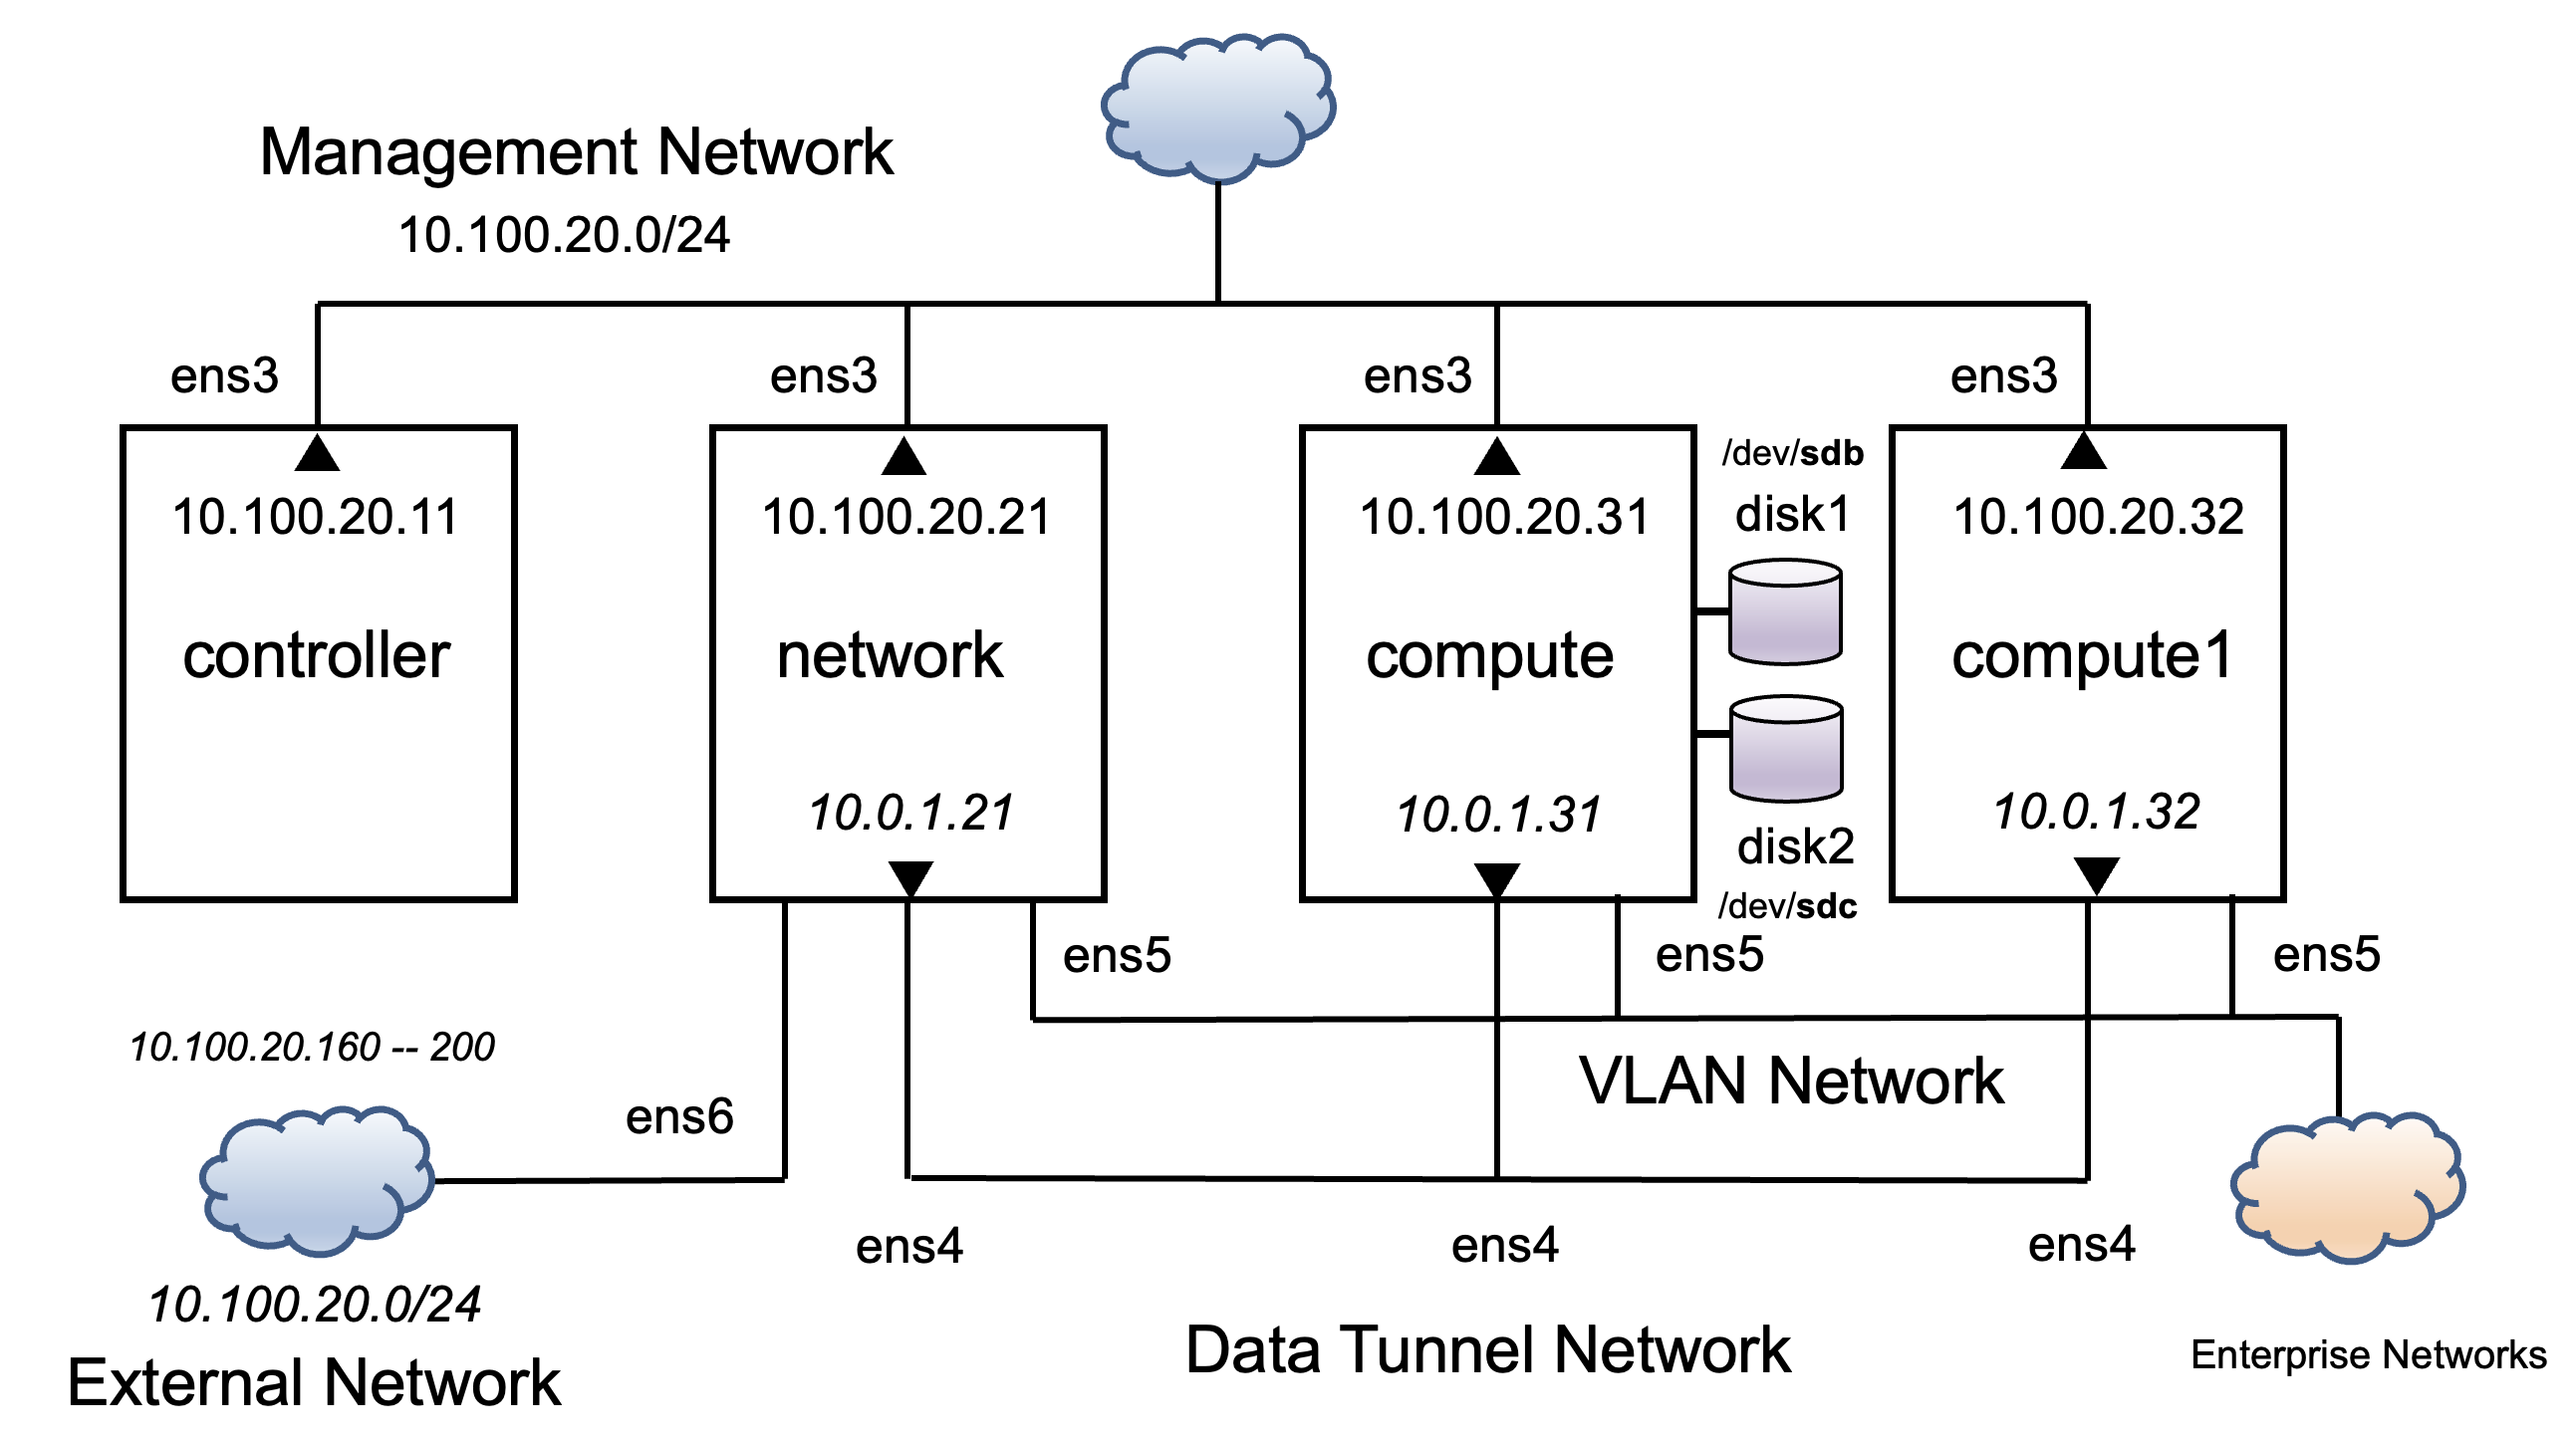 Management Network
10.100.20.0/24
ens3
ens3
ens3
ens3
10.100.20.11
controller
10.100.20.21
network
10.0.1.21
10.100.20.31
compute
10.0.1.31
/dev/sdb
disk1
disk2
/dev/sdc
10.100.20.32
compute1
10.0.1.32
ens5
ens5
ens5
10.100.20.160 -- 200
ens6
VLAN Network
ens4
ens4
ens4
10.100.20.0/24
External Network
Data Tunnel Network
Enterprise Networks